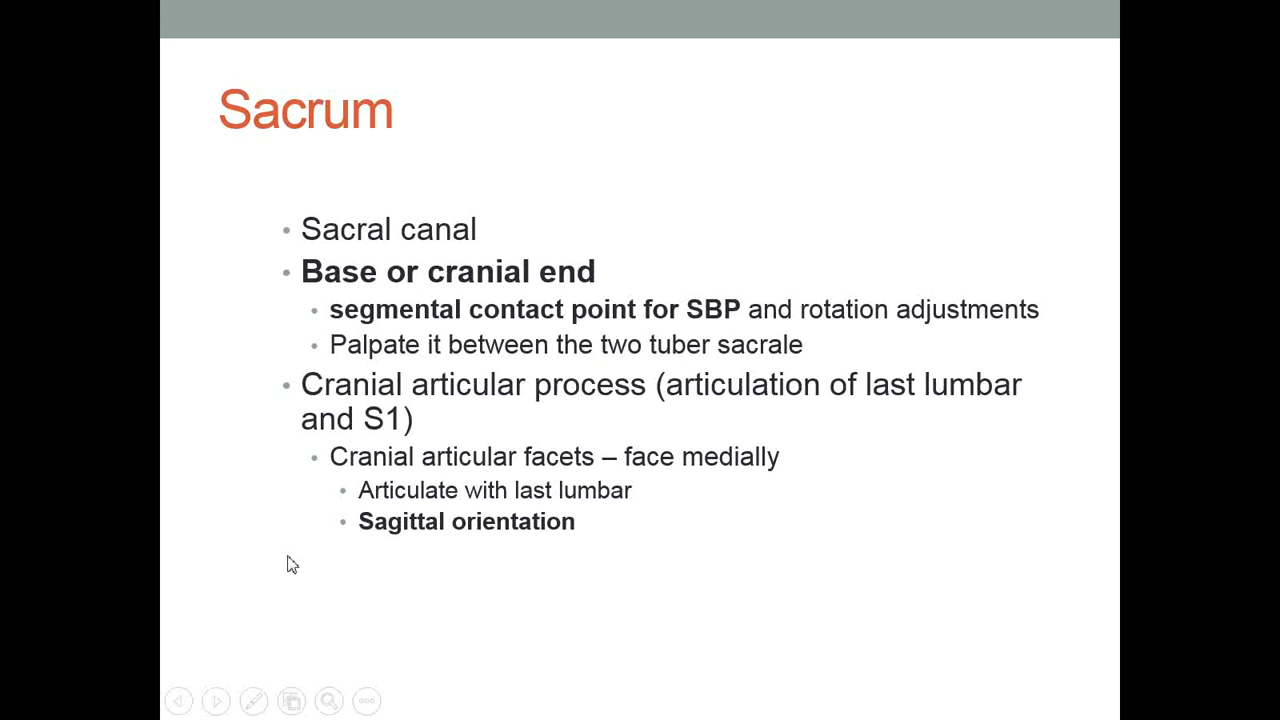 Sacrum
• Sacral canal
• Base or cranial end
• segmental contact point for SBP and rotation adjustments
• Palpate it between the two tuber sacrale
• Cranial articular process (articulation of last lumbar
and S1)
• Cranial articular facets – face medially
• Articulate with last lumbar
• Sagittal orientation